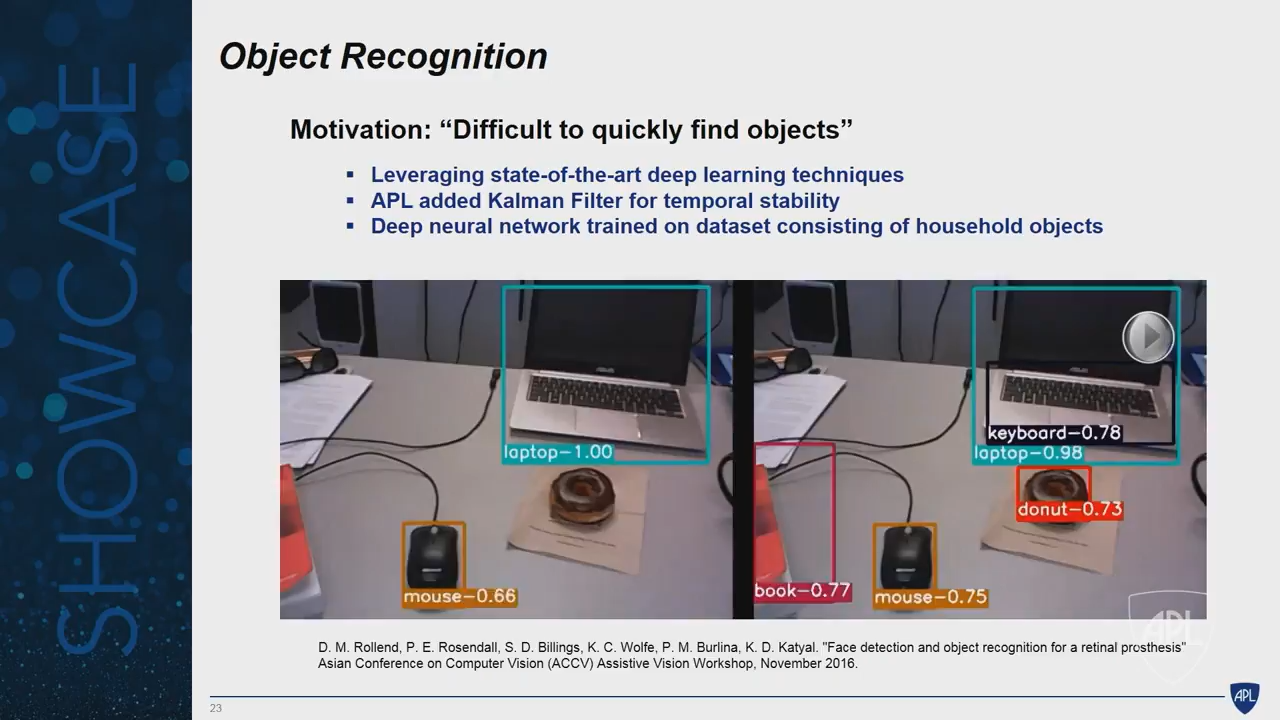 SHOWCASE
Object Recognition
Motivation: “Difficult to quickly find objects”
▪ Leveraging state-of-the-art deep learning techniques
▪ APL added Kalman Filter for temporal stability
▪ Deep neural network trained on dataset consisting of household objects
ASUS
laptop-1.00
mouse-0.66
ASUS
keyboard-0.78
laptop-0.98
donut-0.73
book-0.77
mouse-0.75
APL
D. M. Rollend, P. E. Rosendall, S. D. Billings, K. C. Wolfe, P. M. Burlina, K. D. Katyal. "Face detection and object recognition for a retinal prosthesis"
Asian Conference on Computer Vision (ACCV) Assistive Vision Workshop, November 2016.
23
APL